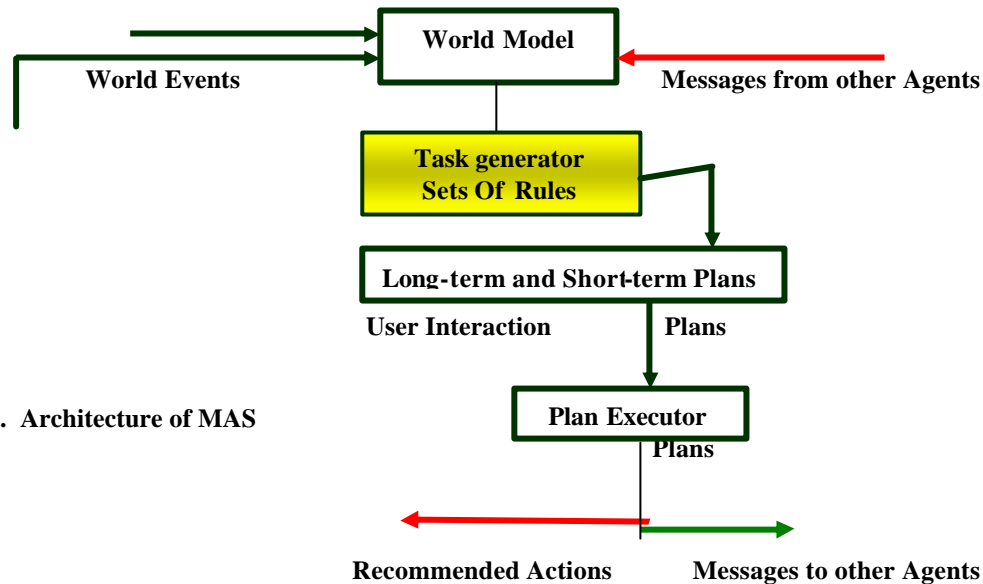 World Model
World Events
Messages from other Agents
Task generator
Sets Of Rules
Long-term and Short-term Plans
User Interaction
Plans
. Architecture of MAS
Plan Executor
Plans
Recommended Actions
Messages to other Agents